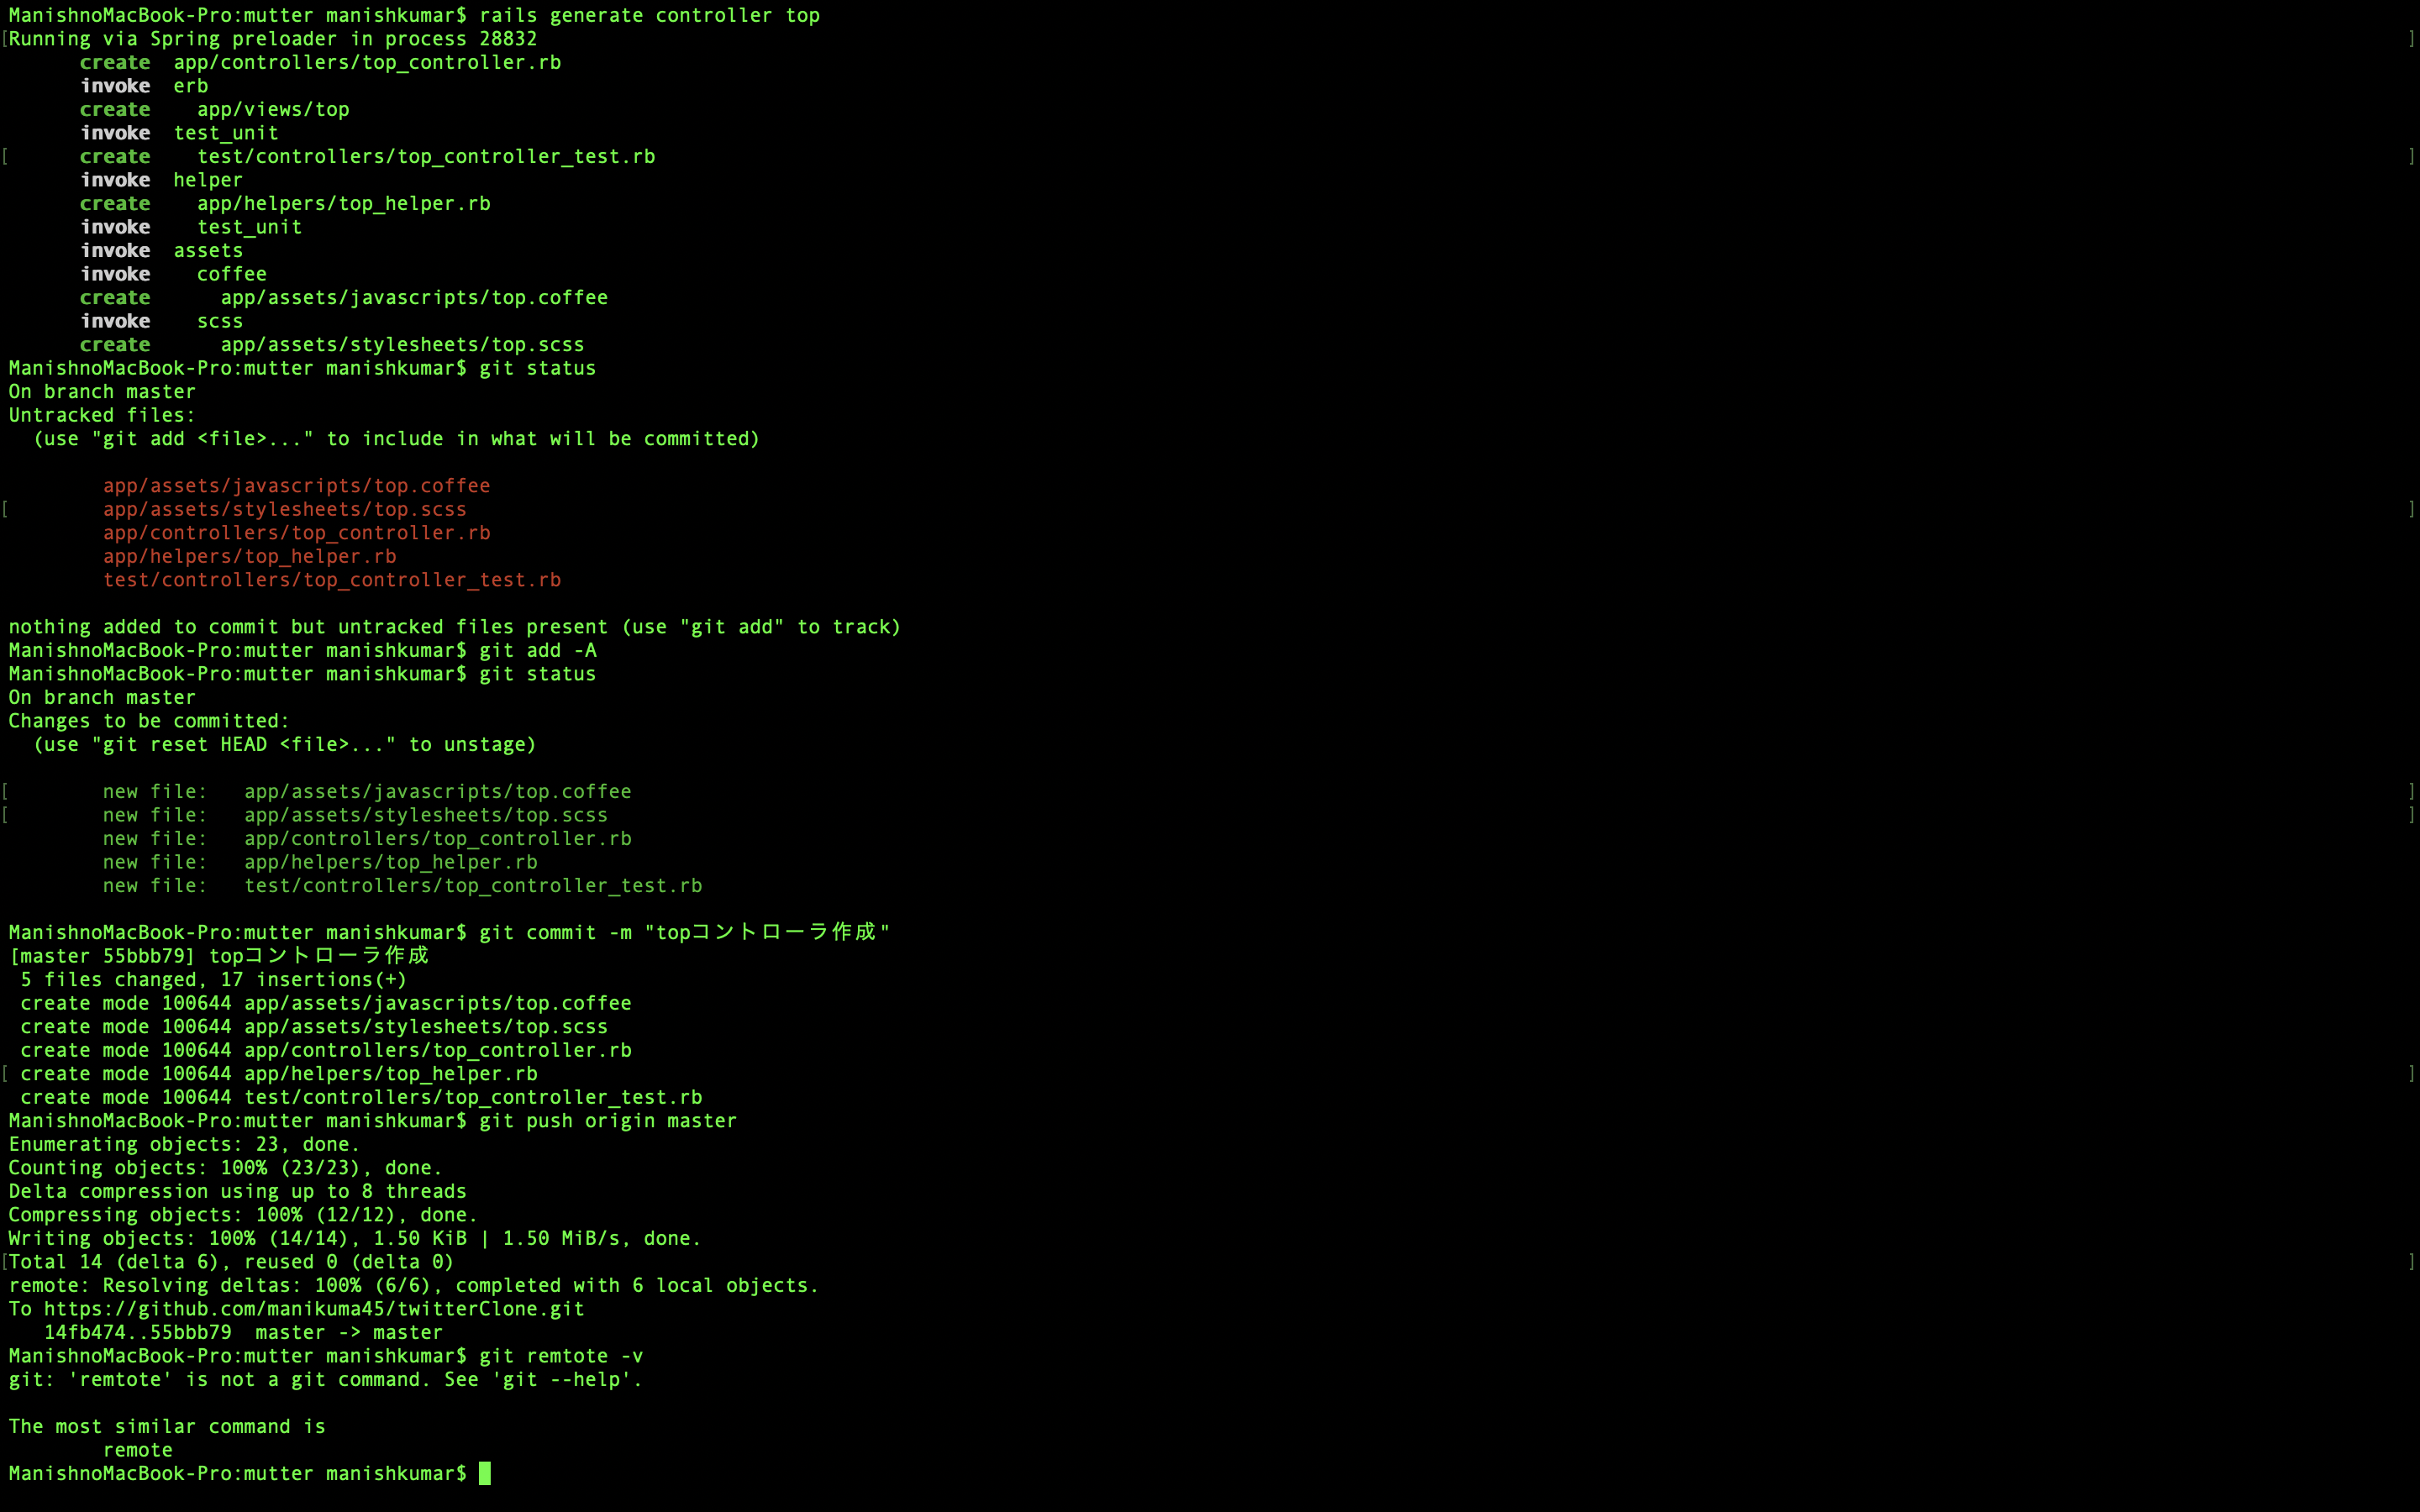 ManishnoMacBook-Pro:mutter manishkumar$ rails generate controller top
[Running via Spring preloader in process 28832 ]
create app/controllers/top_controller.rb
invoke erb
create app/views/top
invoke test_unit
[ create test/controllers/top_controller_test.rb ]
invoke helper
create app/helpers/top_helper.rb
invoke test_unit
invoke assets
invoke coffee
create app/assets/javascripts/top.coffee
invoke scss
create app/assets/stylesheets/top.scss
ManishnoMacBook-Pro:mutter manishkumar$ git status
On branch master
Untracked files:
(use "git add <file>..." to include in what will be committed)
app/assets/javascripts/top.coffee
[ app/assets/stylesheets/top.scss ]
app/controllers/top_controller.rb
app/helpers/top_helper.rb
test/controllers/top_controller_test.rb
nothing added to commit but untracked files present (use "git add" to track)
ManishnoMacBook-Pro:mutter manishkumar$ git add -A
ManishnoMacBook-Pro:mutter manishkumar$ git status
On branch master
Changes to be committed:
(use "git reset HEAD <file>..." to unstage)
[ new file: app/assets/javascripts/top.coffee ]
[ new file: app/assets/stylesheets/top.scss ]
new file: app/controllers/top_controller.rb
new file: app/helpers/top_helper.rb
new file: test/controllers/top_controller_test.rb
ManishnoMacBook-Pro:mutter manishkumar$ git commit -m "topコントローラ作成"
[master 55bbb79] topコントローラ作成
5 files changed, 17 insertions(+)
create mode 100644 app/assets/javascripts/top.coffee
create mode 100644 app/assets/stylesheets/top.scss
create mode 100644 app/controllers/top_controller.rb
[ create mode 100644 app/helpers/top_helper.rb ]
create mode 100644 test/controllers/top_controller_test.rb
ManishnoMacBook-Pro:mutter manishkumar$ git push origin master
Enumerating objects: 23, done.
Counting objects: 100% (23/23), done.
Delta compression using up to 8 threads
Compressing objects: 100% (12/12), done.
Writing objects: 100% (14/14), 1.50 KiB | 1.50 MiB/s, done.
[Total 14 (delta 6), reused 0 (delta 0) ]
remote: Resolving deltas: 100% (6/6), completed with 6 local objects.
To https://github.com/manikuma45/twitterClone.git
14fb474..55bbb79 master -> master
ManishnoMacBook-Pro:mutter manishkumar$ git remtote -v
git: 'remtote' is not a git command. See 'git --help'.
The most similar command is
remote
ManishnoMacBook-Pro:mutter manishkumar$